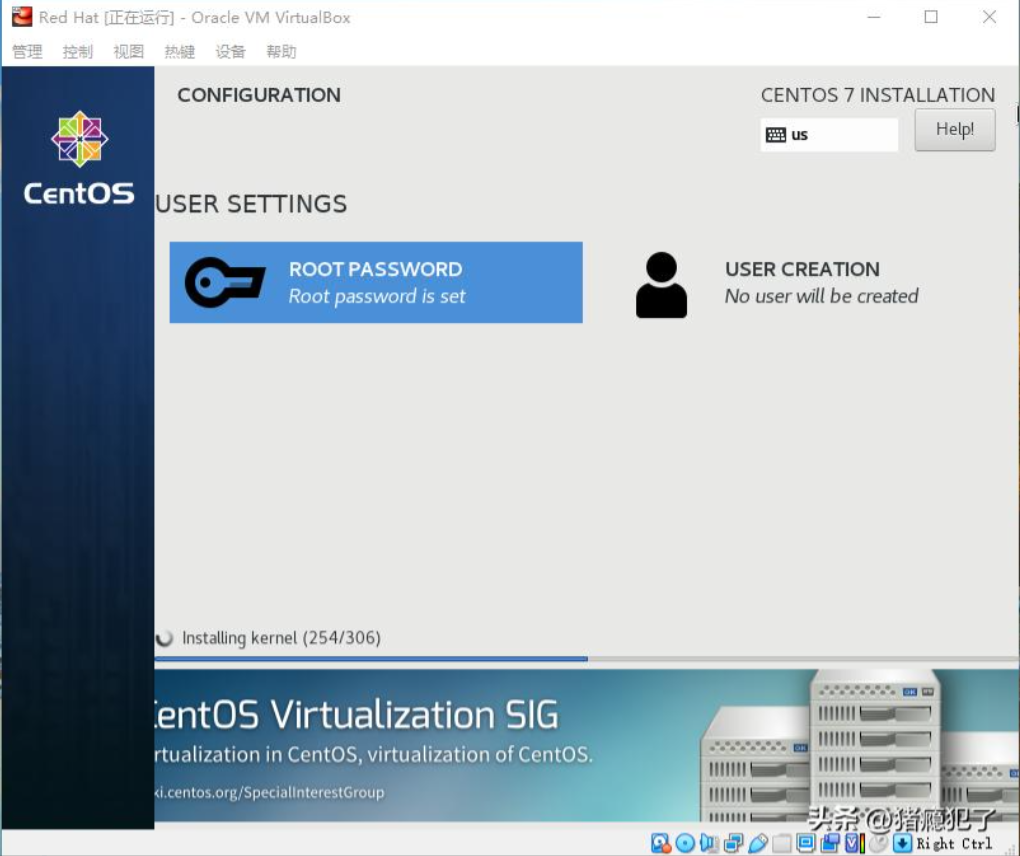 Red Hat [正在运行] - Oracle VM VirtualBox
管理 控制 视图 热键 设备 帮助
CONFIGURATION
CENTOS 7 INSTALLATION
us
Help!
CentOS
USER SETTINGS
ROOT PASSWORD
Root password is set
USER CREATION
No user will be created
Installing kernel (254/306)
CentOS Virtualization SIG
rtualization in CentOS, virtualization of CentOS.
ki.centos.org/SpecialInterestGroup
头条 @猪瘾犯了
Right Ctrl